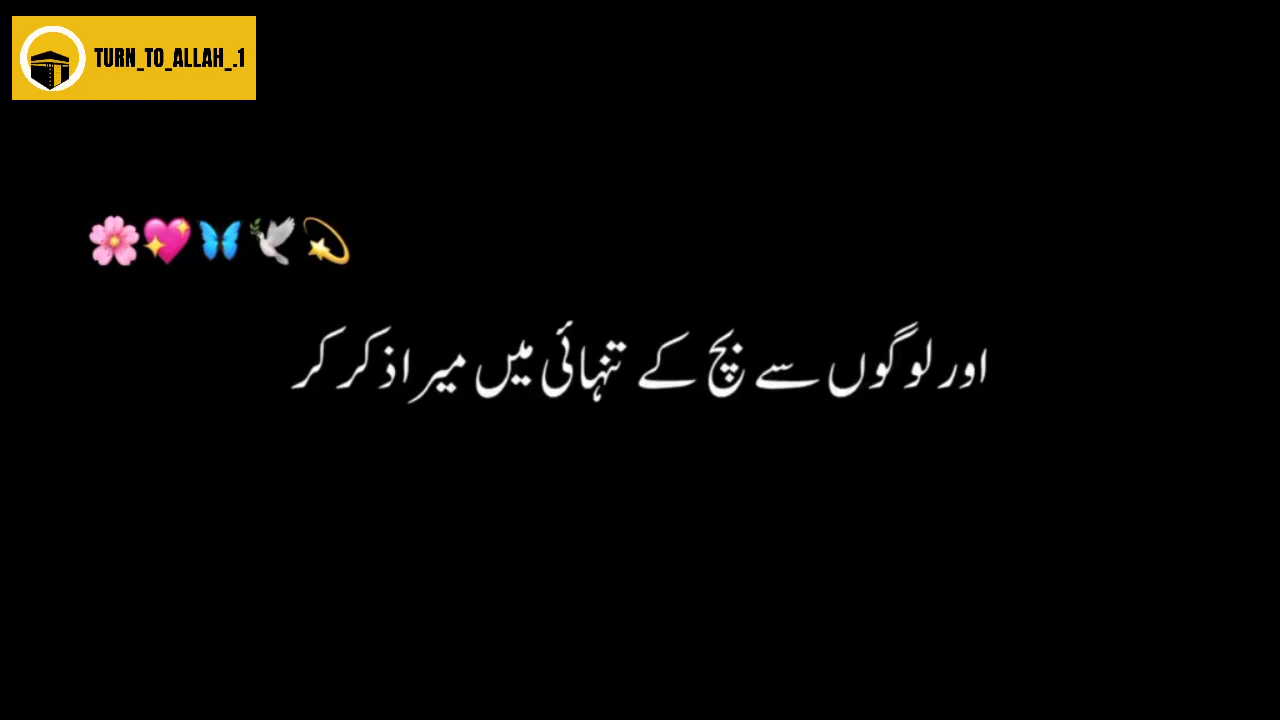 TURN_TO_ALLAH_.1
🌸💖🦋🕊️💫
اور لوگوں سے بچ کے تنہائی میں میرا ذکر کر